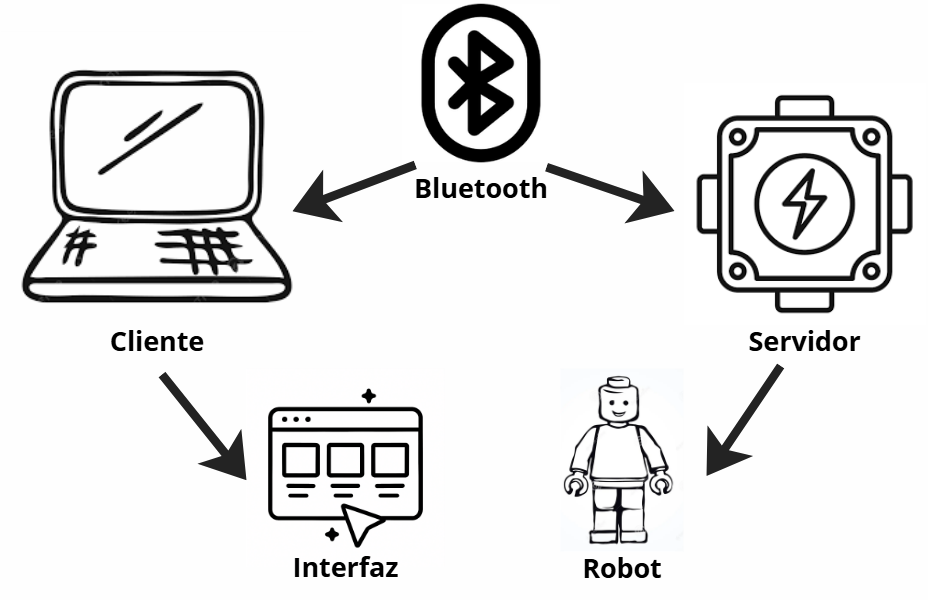 Bluetooth
Cliente
Servidor
Interfaz
Robot